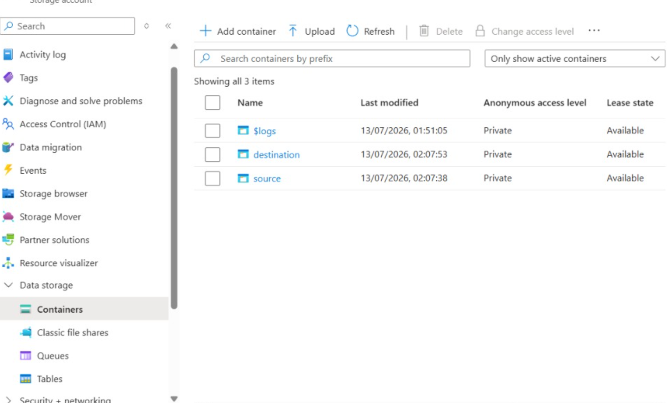 Storage account
Search
Activity log
Tags
Diagnose and solve problems
Access Control (IAM)
Data migration
Events
Storage browser
Storage Mover
Partner solutions
Resource visualizer
Data storage
Containers
Classic file shares
Queues
Tables
Security + networking
Add container Upload Refresh Delete Change access level ...
Search containers by prefix Only show active containers
Showing all 3 items
Name Last modified Anonymous access level Lease state
$logs 13/07/2026, 01:51:05 Private Available
destination 13/07/2026, 02:07:53 Private Available
source 13/07/2026, 02:07:38 Private Available